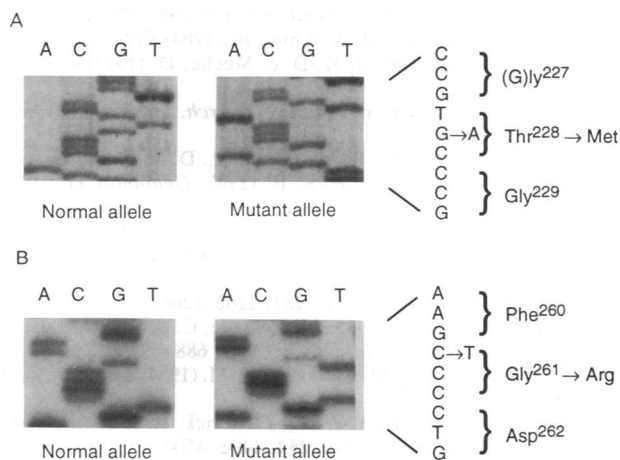 A
A C G T
A C G T
C
C
G
(G)ly227
T
G→A
Thr228 → Met
C
C
C
G
Gly229
Normal allele
Mutant allele
B
A C G T
A C G T
A
A
G
Phe260
C→T
C
C
Gly261 → Arg
C
T
G
Asp262
Normal allele
Mutant allele